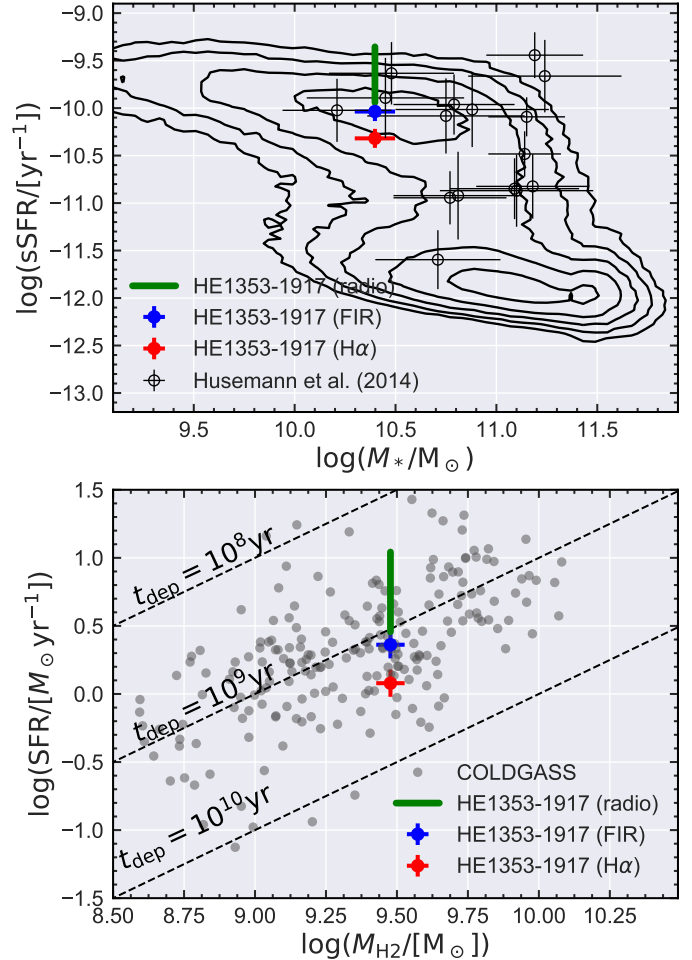 −9.0
−9.5
−10.0
−10.5
−11.0
−11.5
−12.0
−12.5
−13.0
log(sSFR/[yr⁻¹])
HE1353-1917 (radio)
HE1353-1917 (FIR)
HE1353-1917 (Hα)
Husemann et al. (2014)
9.5 10.0 10.5 11.0 11.5
log(M∗/M⊙)
1.5
1.0
0.5
0.0
−0.5
−1.0
−1.5
log(SFR/[M⊙yr⁻¹])
t_dep = 10⁸yr
t_dep = 10⁹yr
t_dep = 10¹⁰yr
COLDGASS
HE1353-1917 (radio)
HE1353-1917 (FIR)
HE1353-1917 (Hα)
8.50 8.75 9.00 9.25 9.50 9.75 10.00 10.25
log(M_H2/[M⊙])